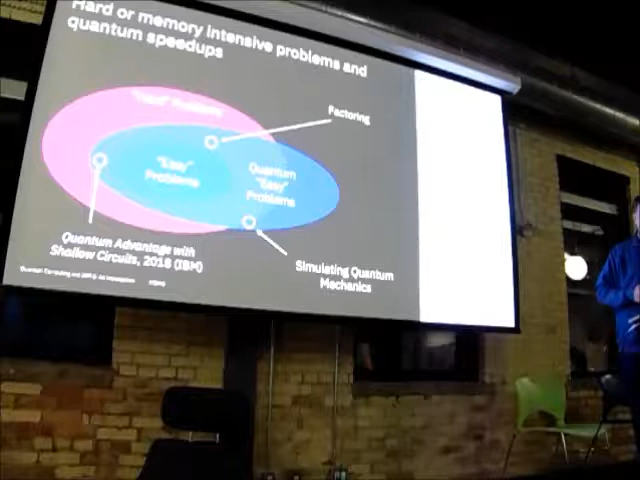 Hard or memory intensive problems and
quantum speedups
"Hard" Problems
Factoring
"Easy"
Problems
Quantum
"Easy"
Problems
Quantum Advantage with
Shallow Circuits, 2018 (IBM)
Simulating Quantum
Mechanics